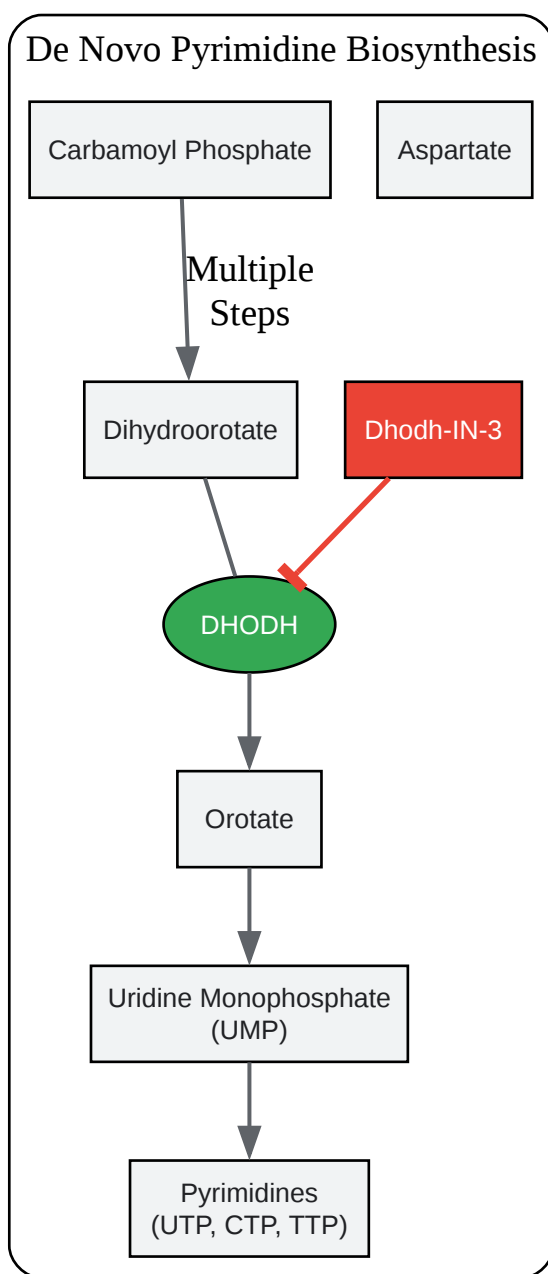 De Novo Pyrimidine Biosynthesis
Carbamoyl Phosphate
Aspartate
Multiple
Steps
Dihydroorotate
Dhodh-IN-3
DHODH
Orotate
Uridine Monophosphate
(UMP)
Pyrimidines
(UTP, CTP, TTP)